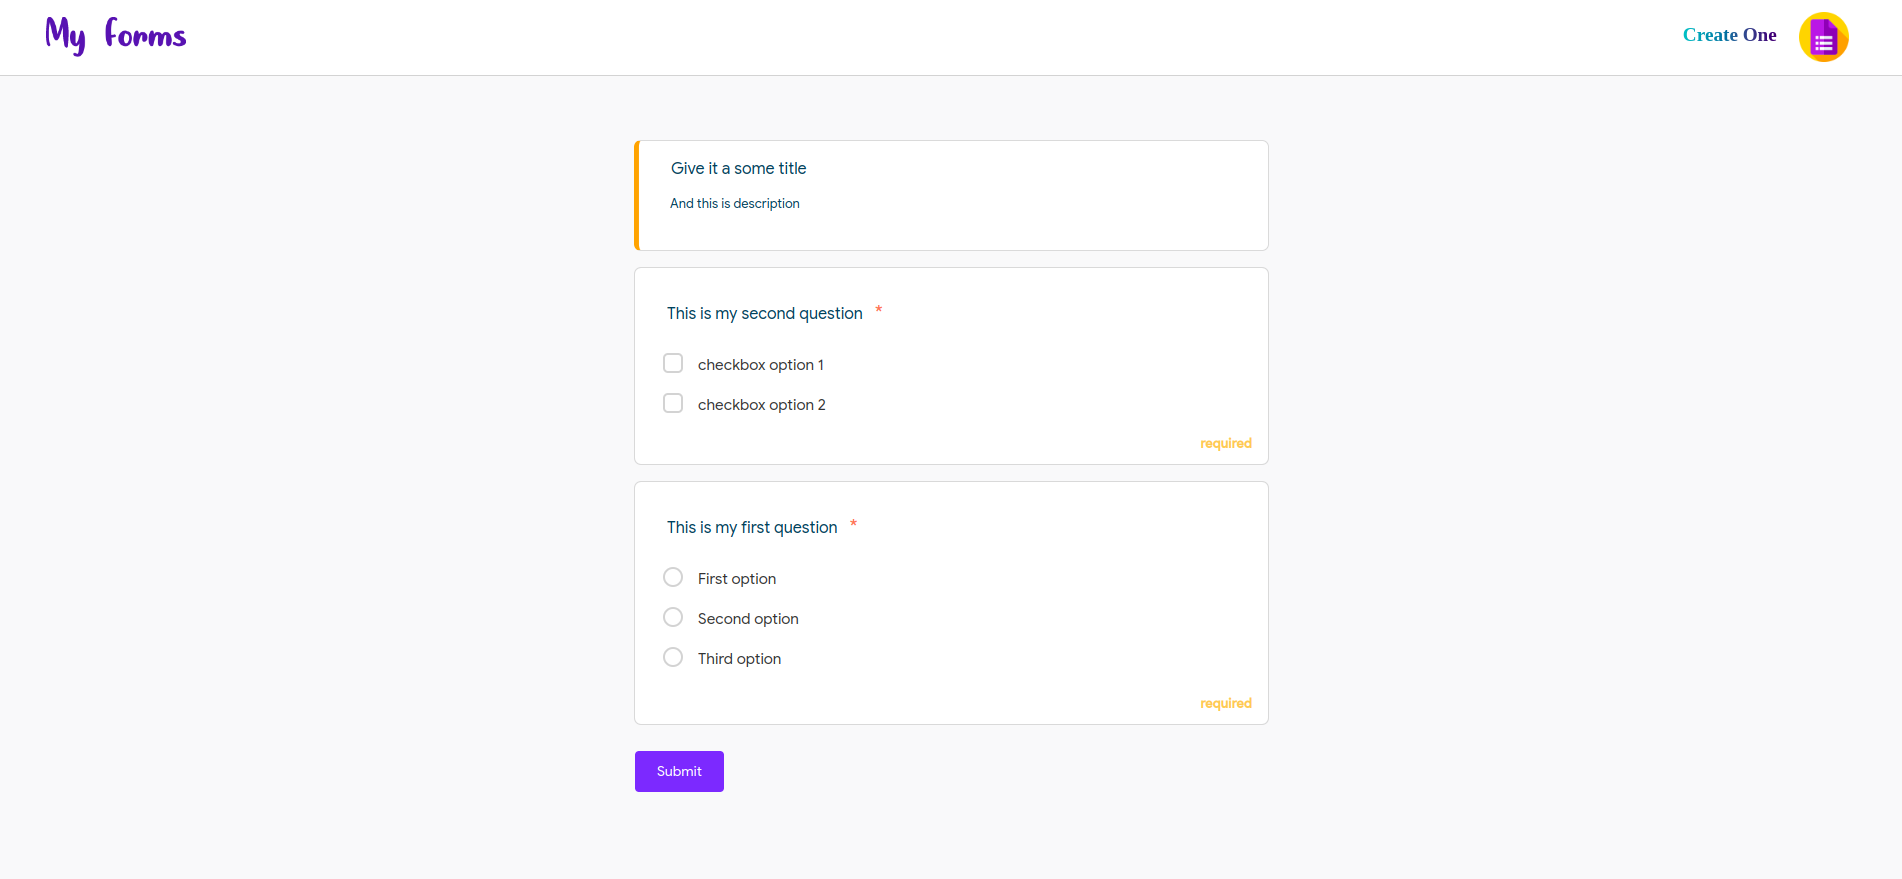 My Forms
Create One
Give it a some title
And this is description
This is my second question *
checkbox option 1
checkbox option 2
required
This is my first question *
First option
Second option
Third option
required
Submit